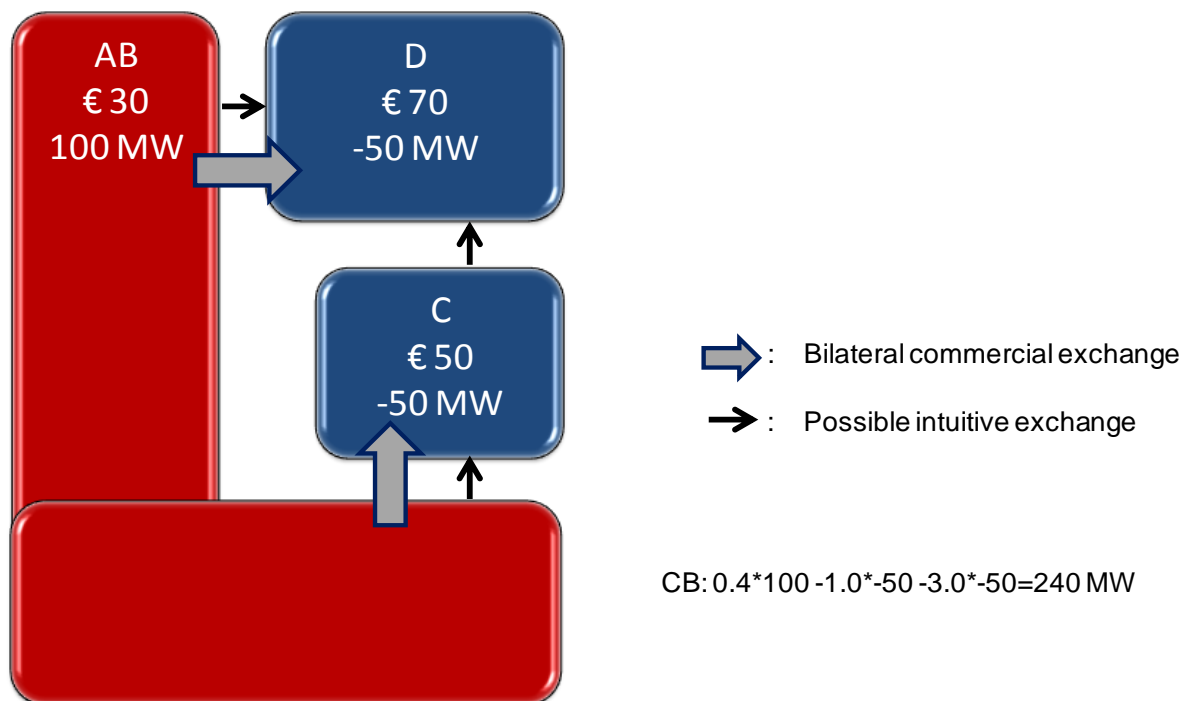 AB
€ 30
100 MW
D
€ 70
-50 MW
C
€ 50
-50 MW
: Bilateral commercial exchange
: Possible intuitive exchange
CB: 0.4*100 -1.0*-50 -3.0*-50=240 MW